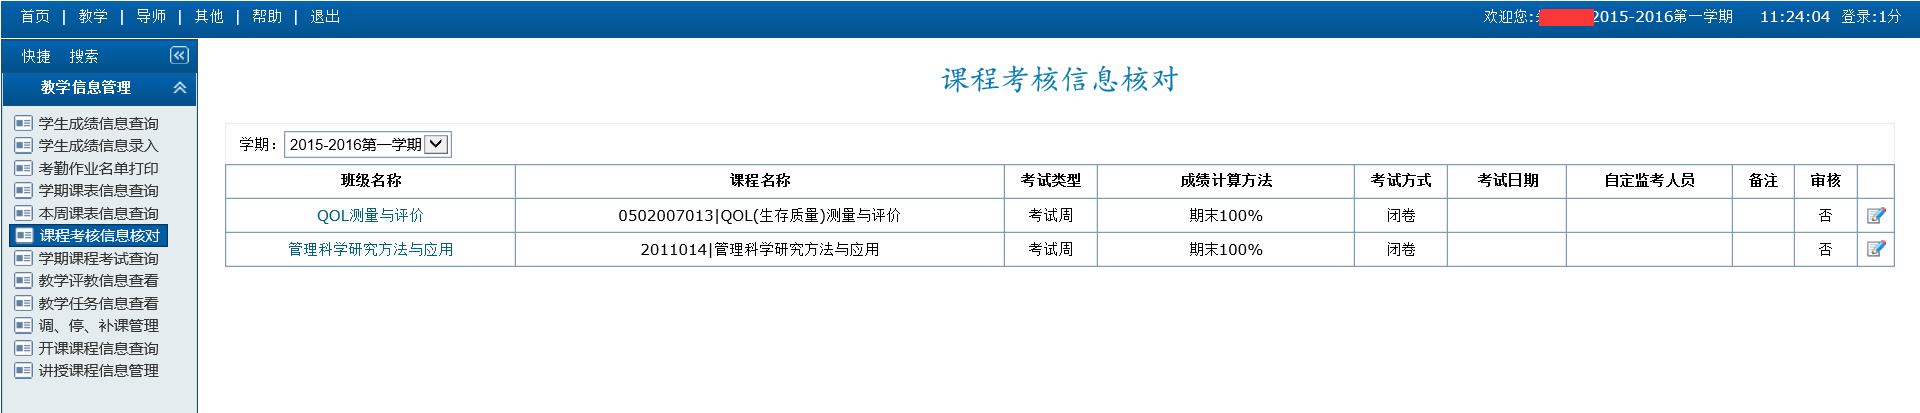 首页 | 教学 | 导师 | 其他 | 帮助 | 退出
欢迎您: 2015-2016第一学期 11:24:04 登录:1分
快捷 搜索
教学信息管理
学生成绩信息查询
学生成绩信息录入
考勤作业名单打印
学期课表信息查询
本周课表信息查询
课程考核信息核对
学期课程考试查询
教学评教信息查看
教学任务信息查看
调、停、补课管理
开课课程信息查询
讲授课程信息管理
课程考核信息核对
学期: 2015-2016第一学期
班级名称 课程名称 考试类型 成绩计算方法 考试方式 考试日期 自定监考人员 备注 审核
QOL测量与评价 0502007013|QOL(生存质量)测量与评价 考试周 期末100% 闭卷 否
管理科学研究方法与应用 2011014|管理科学研究方法与应用 考试周 期末100% 闭卷 否